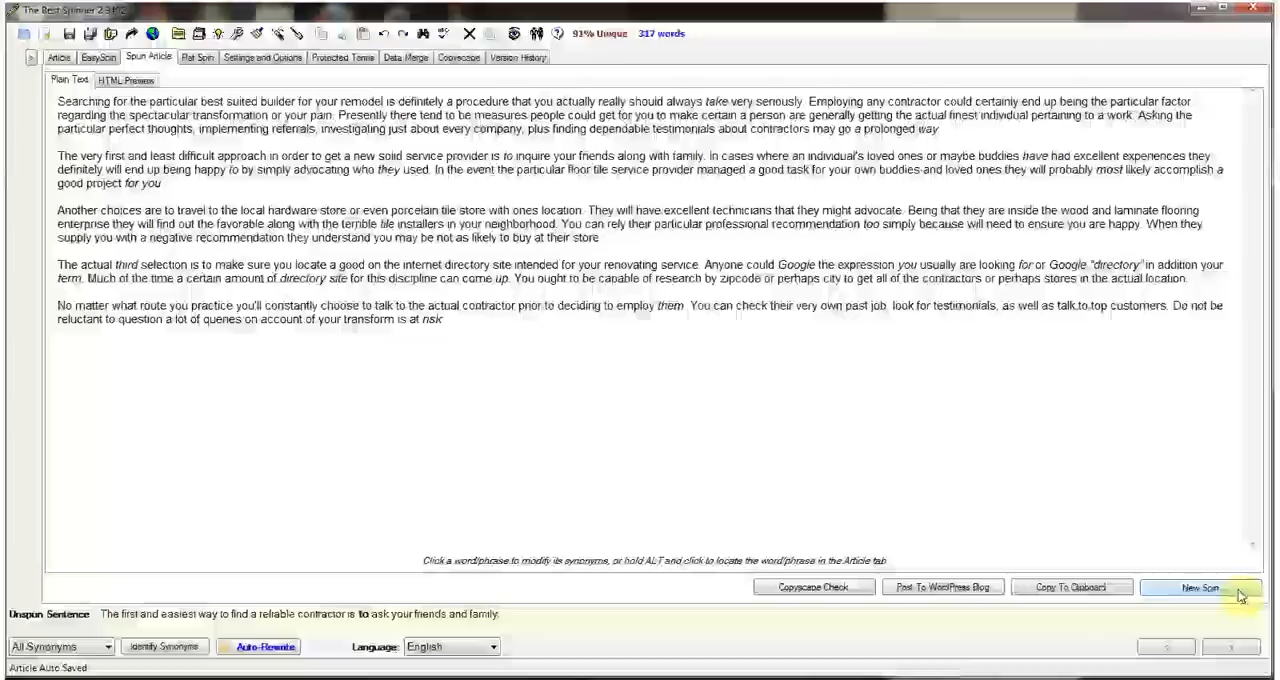 The Best Spinner 2.9
91% Unique 317 words
> Article EasySpin Spun Article Flat Spin Settings and Options Protected Terms Data Merge Copyscape Version History
Plain Text HTML Preview
Searching for the particular best suited builder for your remodel is definitely a procedure that you actually really should always take very seriously. Employing any contractor could certainly end up being the particular factor
regarding the spectacular transformation or your pain. Presently there tend to be measures people could get for you to make certain a person are generally getting the actual finest individual pertaining to a work. Asking the
particular perfect thoughts, implementing referrals, investigating just about every company, plus finding dependable testimonials about contractors may go a prolonged way.
The very first and least difficult approach in order to get a new solid service provider is to inquire your friends along with family. In cases where an individual's loved ones or maybe buddies have had excellent experiences they
definitely will end up being happy to by simply advocating who they used. In the event the particular floor tile service provider managed a good task for your own buddies and loved ones they will probably most likely accomplish a
good project for you
Another choices are to travel to the local hardware store or even porcelain tile store with ones location. They will have excellent technicians that they might advocate. Being that they are inside the wood and laminate flooring
enterprise they will find out the favorable along with the terrible tile installers in your neighborhood. You can rely their particular professional recommendation too simply because will need to ensure you are happy. When they
supply you with a negative recommendation they understand you may be not as likely to buy at their store
The actual third selection is to make sure you locate a good on the internet directory site intended for your renovating service. Anyone could Google the expression you usually are looking for or Google "directory" in addition your
term. Much of the time a certain amount of directory site for this discipline can come up. You ought to be capable of research by zipcode or perhaps city to get all of the contractors or perhaps stores in the actual location.
No matter what route you practice you'll constantly choose to talk to the actual contractor prior to deciding to employ them. You can check their very own past job, look for testimonials, as well as talk to top customers. Do not be
reluctant to question a lot of queries on account of your transform is at risk
Click a word/phrase to modify its synonyms, or hold ALT and click to locate the word/phrase in the Article tab
Copyscape Check Post To WordPress Blog Copy To Clipboard New Spin
Unspun Sentence The first and easiest way to find a reliable contractor is to ask your friends and family.
All Synonyms Identify Synonyms Auto-Rewrite Language: English < >
Article Auto Saved